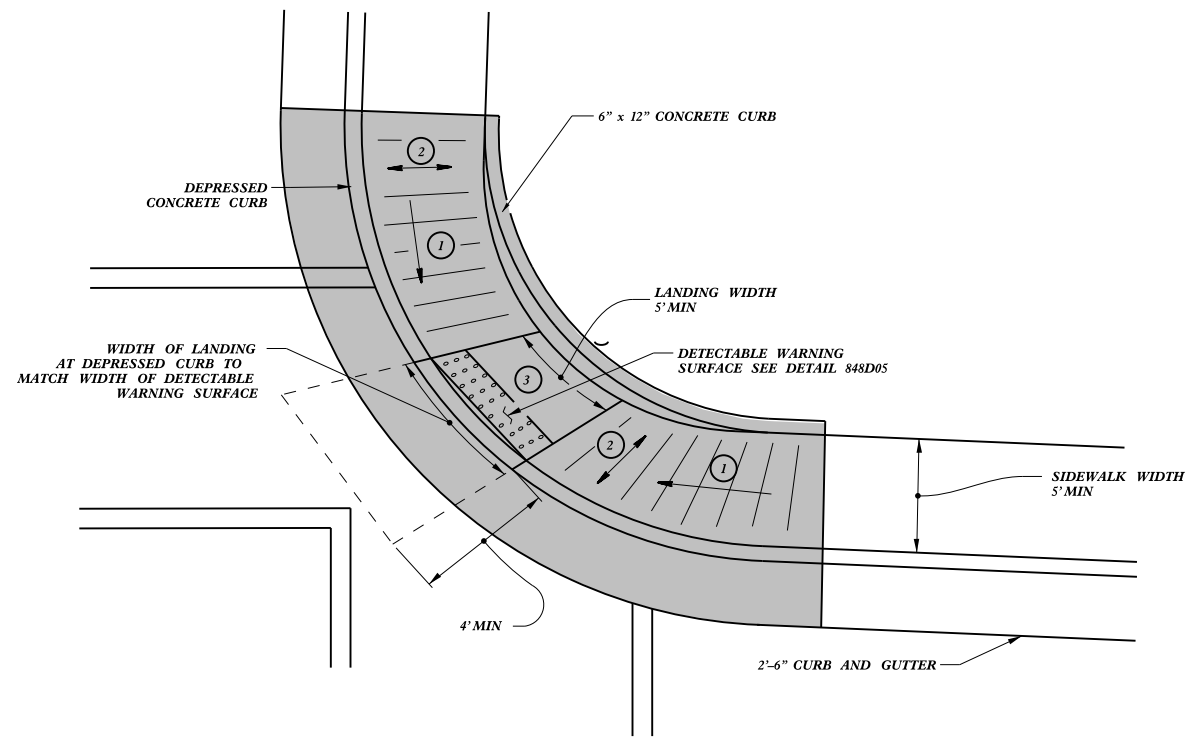 6” x 12” CONCRETE CURB
2
DEPRESSED
CONCRETE CURB
1
LANDING WIDTH
5’ MIN
WIDTH OF LANDING
AT DEPRESSED CURB TO
MATCH WIDTH OF DETECTABLE
WARNING SURFACE
DETECTABLE WARNING
SURFACE SEE DETAIL 848D05
3
2
1
SIDEWALK WIDTH
5’ MIN
4’ MIN
2’–6” CURB AND GUTTER